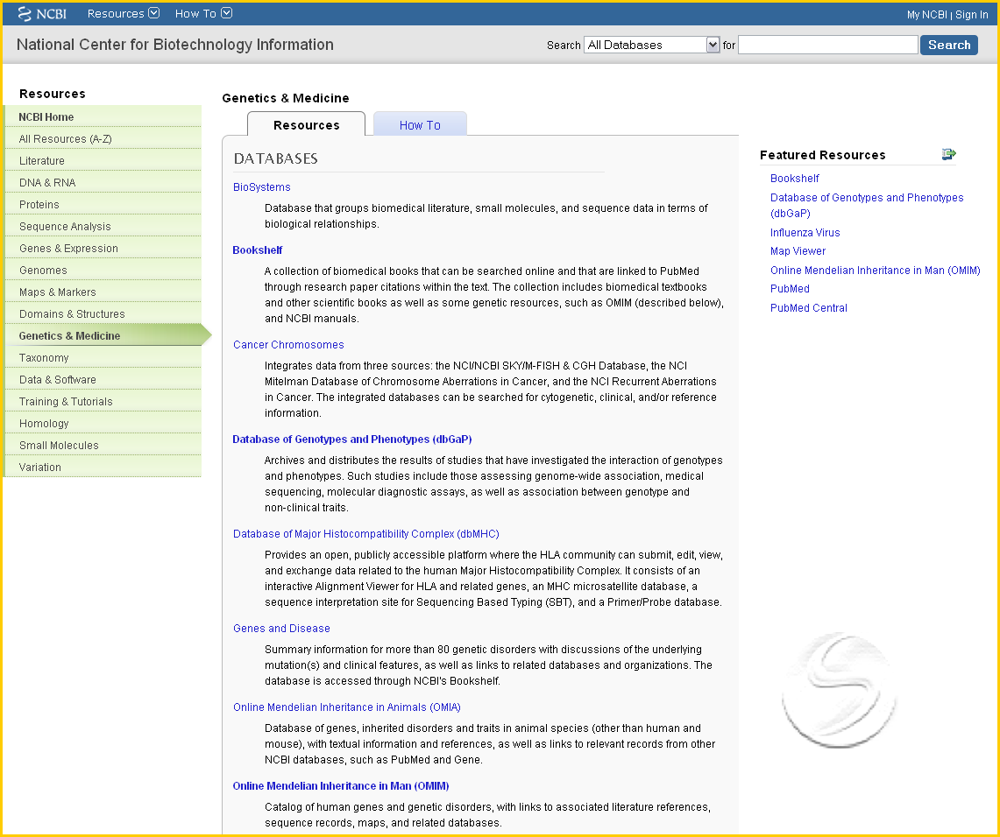 NCBI Resources How To My NCBI | Sign In
National Center for Biotechnology Information Search All Databases for Search
Resources
NCBI Home
All Resources (A-Z)
Literature
DNA & RNA
Proteins
Sequence Analysis
Genes & Expression
Genomes
Maps & Markers
Domains & Structures
Genetics & Medicine
Taxonomy
Data & Software
Training & Tutorials
Homology
Small Molecules
Variation
Genetics & Medicine
Resources How To
DATABASES
BioSystems
Database that groups biomedical literature, small molecules, and sequence data in terms of
biological relationships.
Bookshelf
A collection of biomedical books that can be searched online and that are linked to PubMed
through research paper citations within the text. The collection includes biomedical textbooks
and other scientific books as well as some genetic resources, such as OMIM (described below),
and NCBI manuals.
Cancer Chromosomes
Integrates data from three sources: the NCI/NCBI SKY/M-FISH & CGH Database, the NCI
Mitelman Database of Chromosome Aberrations in Cancer, and the NCI Recurrent Aberrations
in Cancer. The integrated databases can be searched for cytogenetic, clinical, and/or reference
information.
Database of Genotypes and Phenotypes (dbGaP)
Archives and distributes the results of studies that have investigated the interaction of genotypes
and phenotypes. Such studies include those assessing genome-wide association, medical
sequencing, molecular diagnostic assays, as well as association between genotype and
non-clinical traits.
Database of Major Histocompatibility Complex (dbMHC)
Provides an open, publicly accessible platform where the HLA community can submit, edit, view,
and exchange data related to the human Major Histocompatibility Complex. It consists of an
interactive Alignment Viewer for HLA and related genes, an MHC microsatellite database, a
sequence interpretation site for Sequencing Based Typing (SBT), and a Primer/Probe database.
Genes and Disease
Summary information for more than 80 genetic disorders with discussions of the underlying
mutation(s) and clinical features, as well as links to related databases and organizations. The
database is accessed through NCBI's Bookshelf.
Online Mendelian Inheritance in Animals (OMIA)
Database of genes, inherited disorders and traits in animal species (other than human and
mouse), with textual information and references, as well as links to relevant records from other
NCBI databases, such as PubMed and Gene.
Online Mendelian Inheritance in Man (OMIM)
Catalog of human genes and genetic disorders, with links to associated literature references,
sequence records, maps, and related databases.
Featured Resources
Bookshelf
Database of Genotypes and Phenotypes
(dbGaP)
Influenza Virus
Map Viewer
Online Mendelian Inheritance in Man (OMIM)
PubMed
PubMed Central